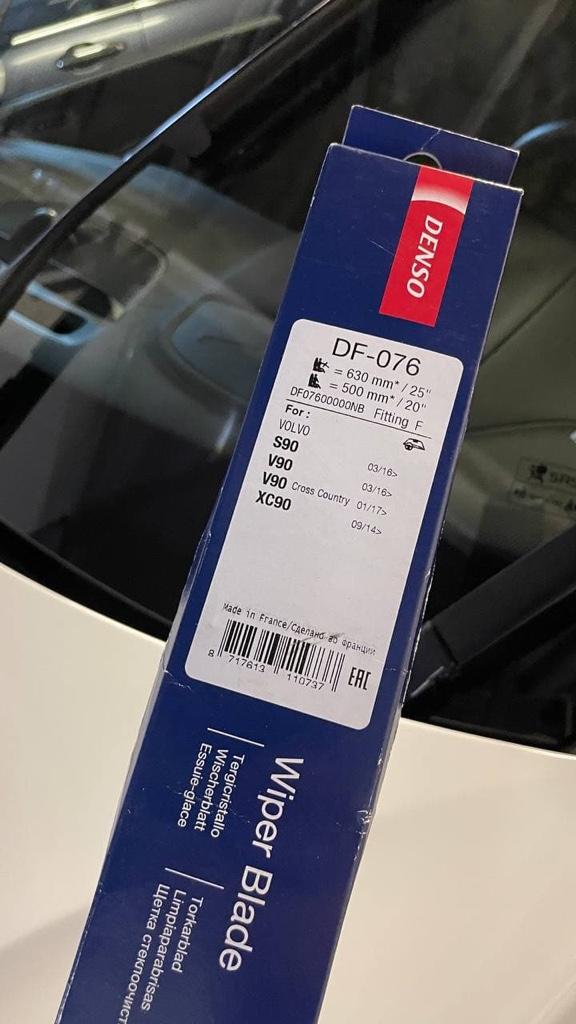 DENSO
DF-076
= 630 mm* / 25"
= 500 mm* / 20"
DF07600000NB Fitting F
For:
VOLVO
S90 03/16>
V90 03/16>
V90 Cross Country 01/17>
XC90 09/14>
Made in France/Сделано во Франции
8 717613 110737
EAC
Wiper Blade
Tergicristallo
Wischerblatt
Essuie-glace
Torkarblad
Limpiaparabrisas
Щетка
SRS